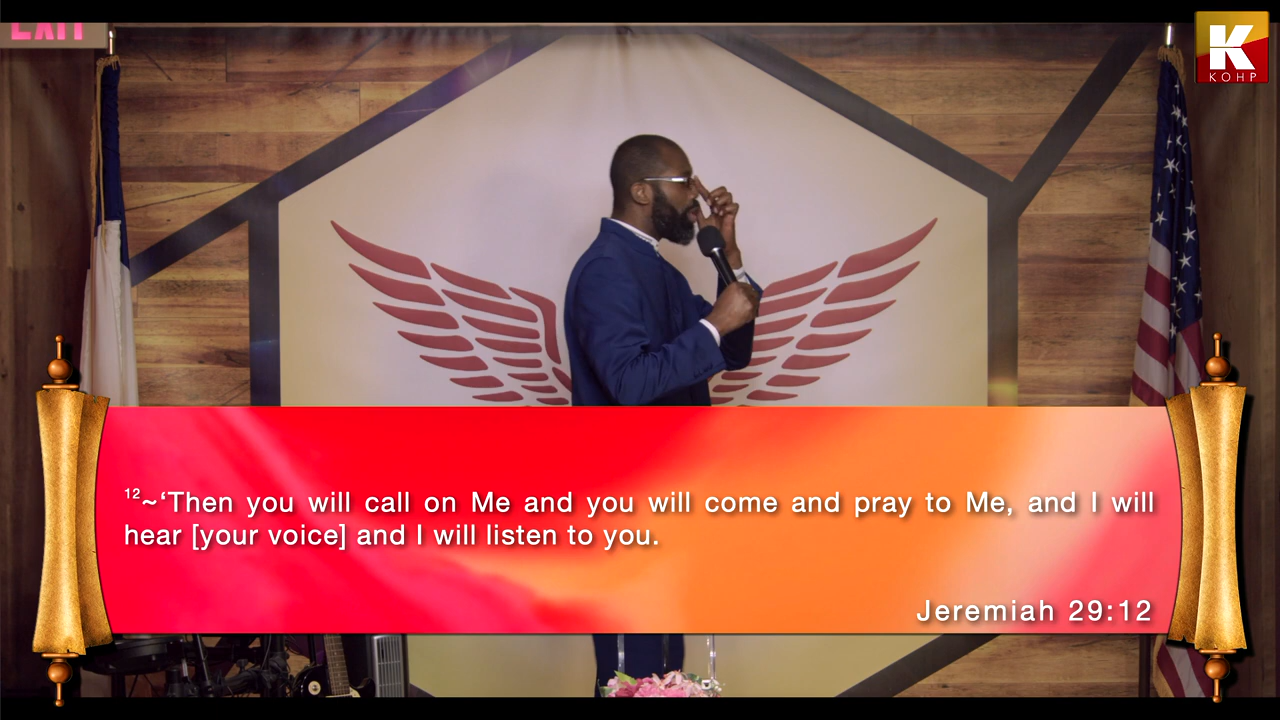 EXIT
K
KOHP
12~‘Then you will call on Me and you will come and pray to Me, and I will
hear [your voice] and I will listen to you.
Jeremiah 29:12